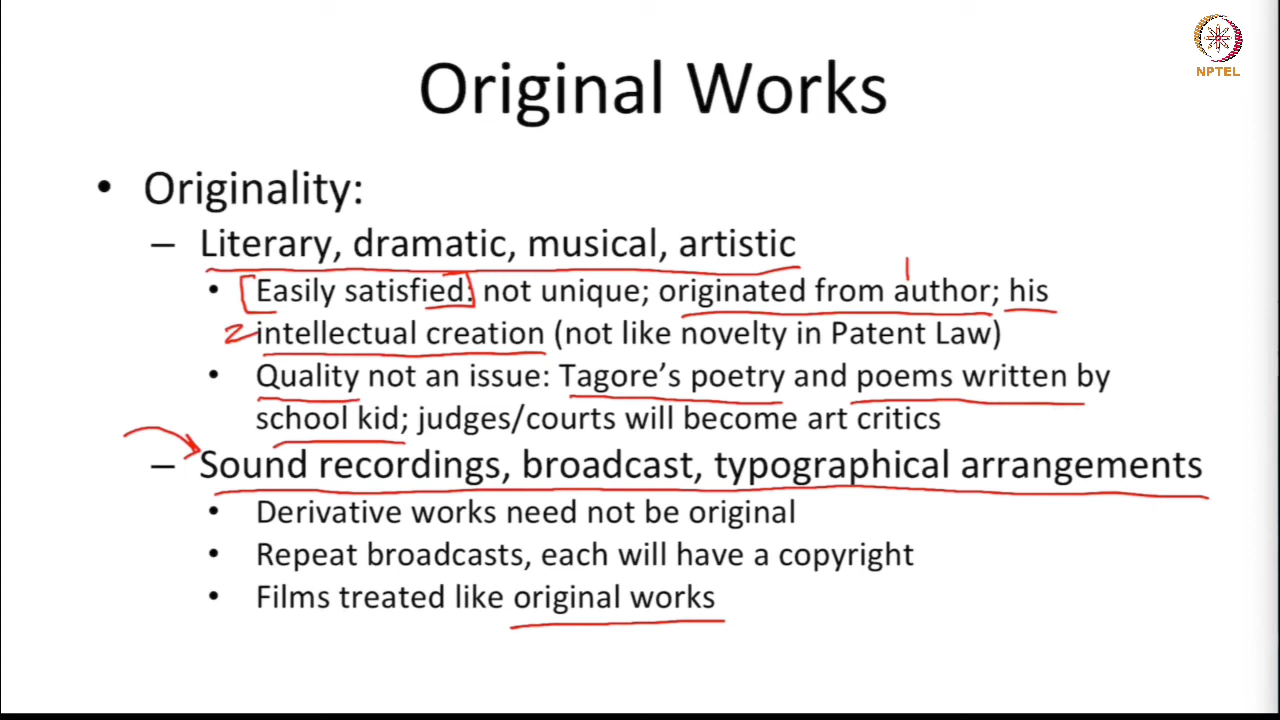 NPTEL
Original Works
• Originality:
– Literary, dramatic, musical, artistic
• Easily satisfied: not unique; originated from author; his
intellectual creation (not like novelty in Patent Law)
• Quality not an issue: Tagore's poetry and poems written by
school kid; judges/courts will become art critics
– Sound recordings, broadcast, typographical arrangements
• Derivative works need not be original
• Repeat broadcasts, each will have a copyright
• Films treated like original works